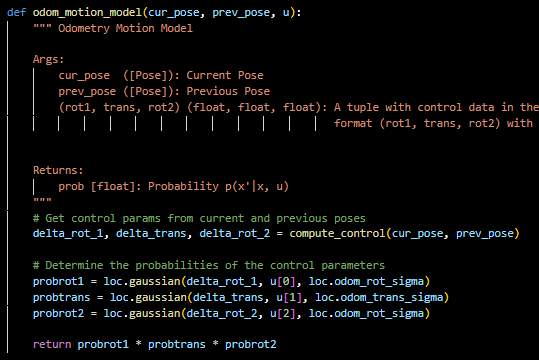 def odom_motion_model(cur_pose, prev_pose, u):
""" Odometry Motion Model
Args:
cur_pose ([Pose]): Current Pose
prev_pose ([Pose]): Previous Pose
(rot1, trans, rot2) (float, float, float): A tuple with control data in the
format (rot1, trans, rot2) with
Returns:
prob [float]: Probability p(x'|x, u)
"""
# Get control params from current and previous poses
delta_rot_1, delta_trans, delta_rot_2 = compute_control(cur_pose, prev_pose)
# Determine the probabilities of the control parameters
probrot1 = loc.gaussian(delta_rot_1, u[0], loc.odom_rot_sigma)
probtrans = loc.gaussian(delta_trans, u[1], loc.odom_trans_sigma)
probrot2 = loc.gaussian(delta_rot_2, u[2], loc.odom_rot_sigma)
return probrot1 * probtrans * probrot2